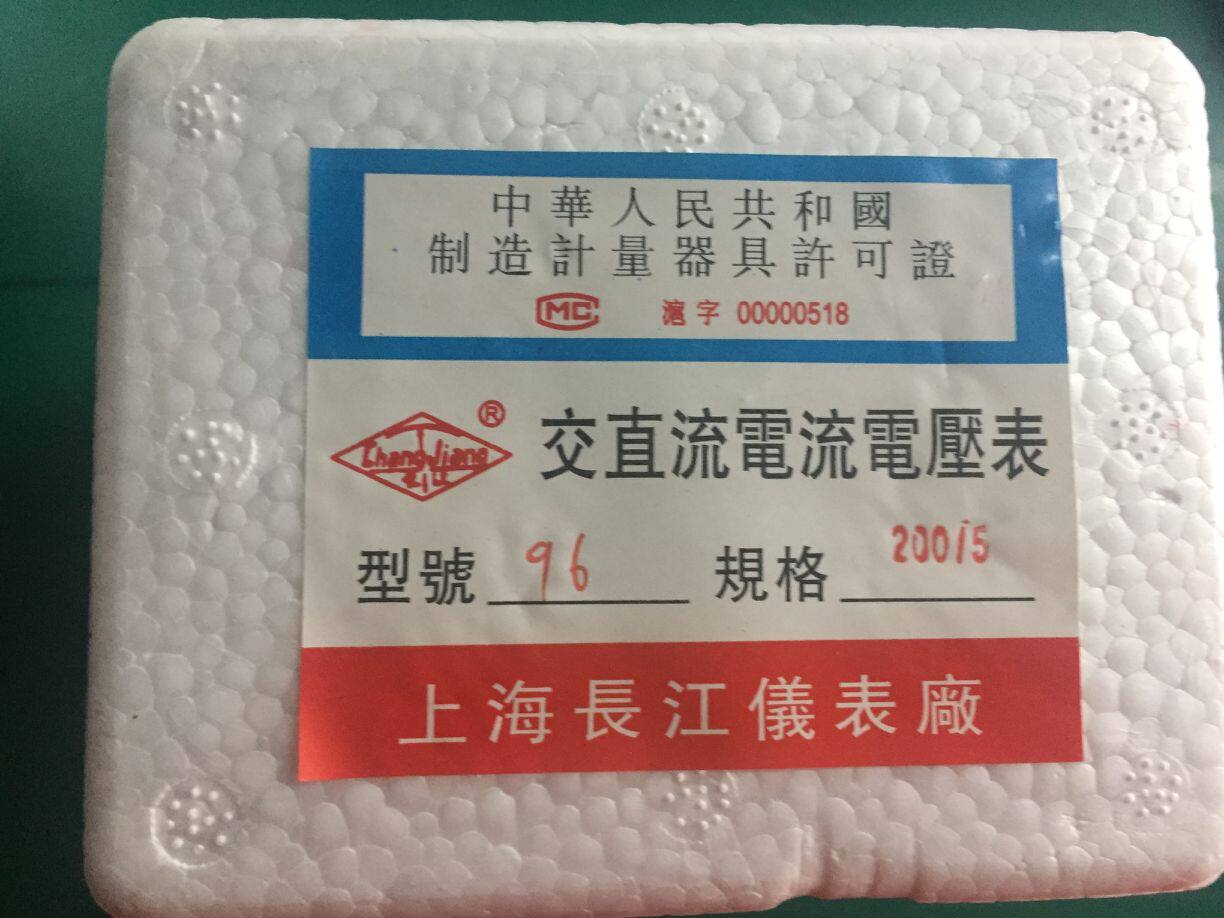 中華人民共和國
制造計量器具許可證
MC 滬字 00000518
Chang Jiang ®
交直流電流電壓表
型號 96 規格 200/5
上海長江儀表廠